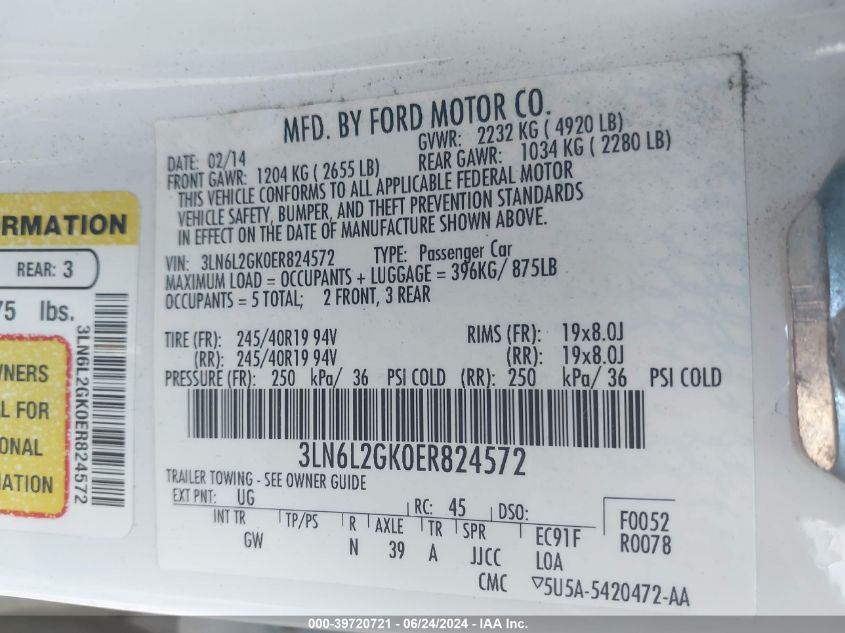 MFD. BY FORD MOTOR CO.
DATE: 02/14
GVWR: 2232 KG ( 4920 LB)
FRONT GAWR: 1204 KG ( 2655 LB)
REAR GAWR: 1034 KG ( 2280 LB)
THIS VEHICLE CONFORMS TO ALL APPLICABLE FEDERAL MOTOR
VEHICLE SAFETY, BUMPER, AND THEFT PREVENTION STANDARDS
IN EFFECT ON THE DATE OF MANUFACTURE SHOWN ABOVE.
VIN: 3LN6L2GK0ER824572 TYPE: Passenger Car
MAXIMUM LOAD = OCCUPANTS + LUGGAGE = 396KG/ 875LB
OCCUPANTS = 5 TOTAL; 2 FRONT, 3 REAR
TIRE (FR): 245/40R19 94V RIMS (FR): 19x8.0J
(RR): 245/40R19 94V (RR): 19x8.0J
PRESSURE (FR): 250 kPa/ 36 PSI COLD (RR): 250 kPa/ 36 PSI COLD
3LN6L2GK0ER824572
TRAILER TOWING - SEE OWNER GUIDE
EXT PNT: UG RC: 45 DSO: F0052
INT TR TP/PS R AXLE TR SPR EC91F R0078
GW N 39 A JJCC LOA
CMC ▽5U5A-5420472-AA
RMATION
REAR: 3
75 lbs.
3LN6L2GK0ER824572
WNERS
L FOR
ONAL
MATION
000-39720721 - 06/24/2024 - IAAI Stock Inc.